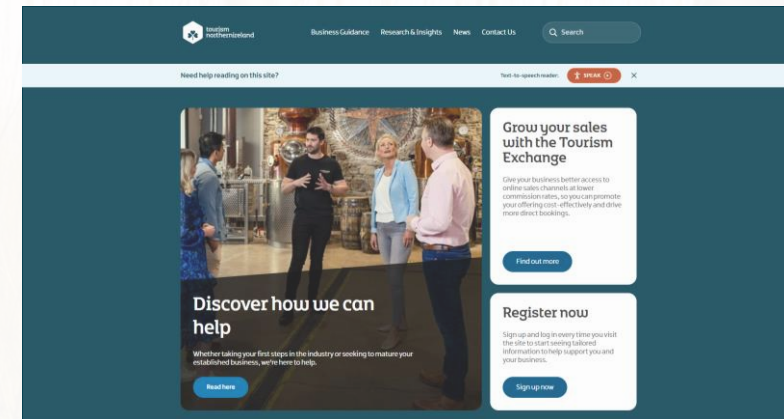 tourism
northernireland
Business Guidance Research & Insights News Contact Us Search
Need help reading on this site? Text-to-speech reader: SPEAK
Discover how we can
help
Whether taking your first steps in the industry or seeking to mature your
established business, we're here to help.
Read here
Grow your sales
with the Tourism
Exchange
Give your business better access to
online sales channels at lower
commission rates, so you can promote
your offering cost-effectively and drive
more direct bookings.
Find out more
Register now
Sign up and log in every time you visit
the site to start seeing tailored
information to help support you and
your business.
Sign up now